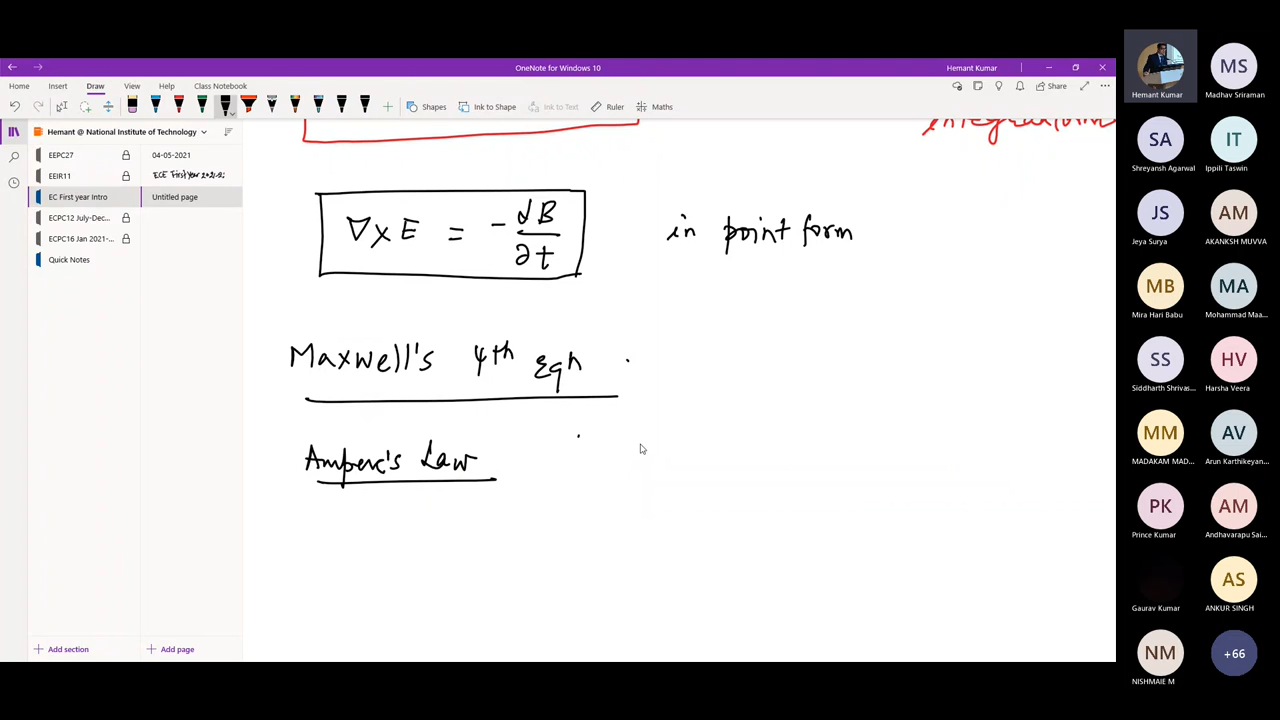 OneNote for Windows 10
Hemant Kumar
Home Insert Draw View Help Class Notebook
Shapes Ink to Shape Ink to Text Ruler Maths
Share
Hemant @ National Institute of Technology
EEPC27
EEIR11
EC First year Intro
EPCPC12 July-Dec...
ECPC16 Jan 2021-...
Quick Notes
04-05-2021
ECE First Year 2021-22
Untitled page
Add section
Add page
∇×E = -∂B/∂t in point form
Maxwell's 4th Eqn
Ampere's Law
Hemant Kumar
MS
Madhav Sriraman
SA
Shreyansh Agarwal
IT
Ippili Taswin
JS
Jeya Surya
AM
AKANKSH MUVVA
MB
Mira Hari Babu
MA
Mohammad Maa...
SS
Siddharth Shrivas...
HV
Harsha Veera
MM
MADAKAM MAD...
AV
Arun Karthikeyan...
PK
Prince Kumar
AM
Andhavarapu Sai...
Gaurav Kumar
AS
ANKUR SINGH
NM
NISHMAIE M
+66